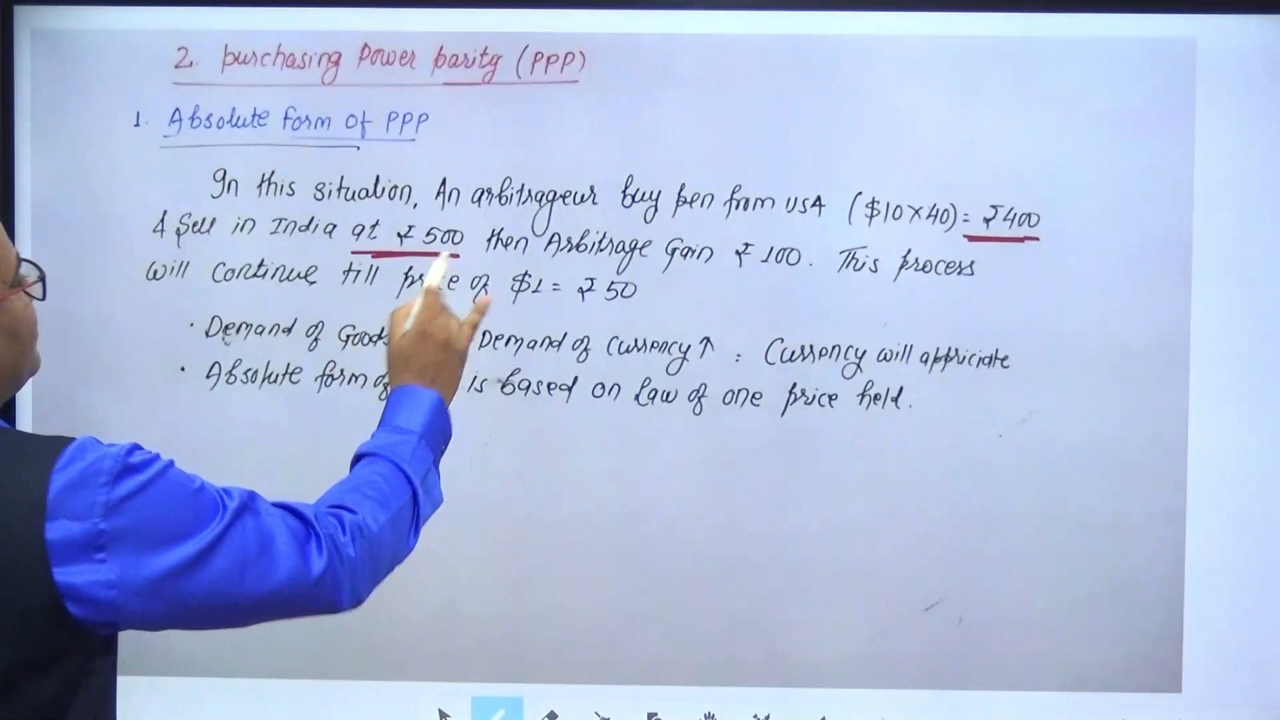 2. purchasing Power parity (PPP)
1. Absolute form of PPP
In this situation, An arbitrageur buy pen from USA ($10×40) = ₹400
& Sell in India at ₹500 then Arbitrage Gain ₹100. This process
will continue till of $1 = ₹50
• Demand of Demand of currency↑ : Currency will appriciate
• Absolute form is based on Law of one price held.